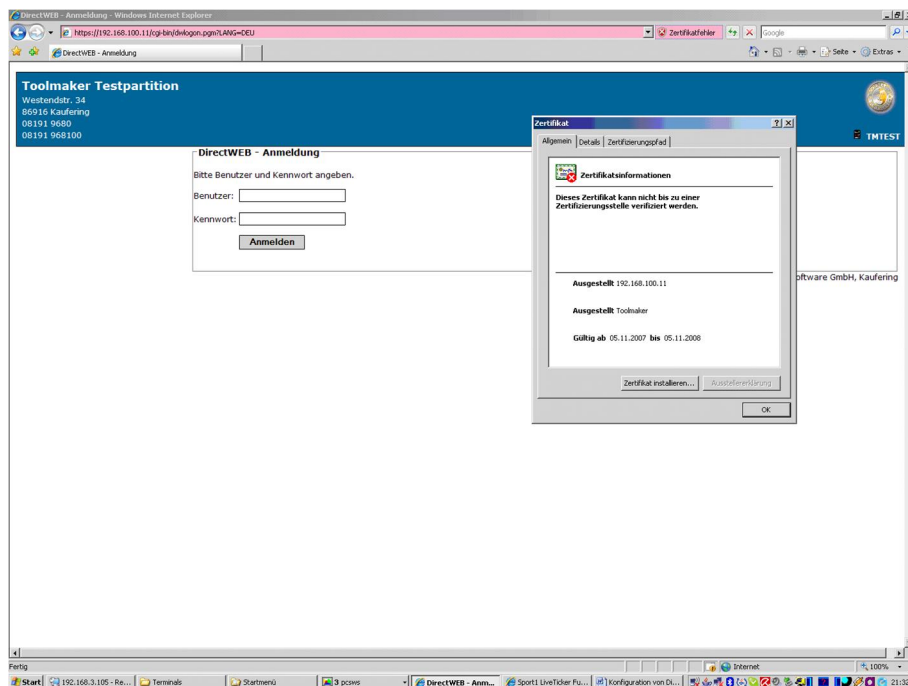 DirectWEB - Anmeldung - Windows Internet Explorer
https://192.168.100.11/cgi-bin/dwlogon.pgm?LANG=DEU
Zertifikatfehler
Google
DirectWEB - Anmeldung
Seite
Extras
Toolmaker Testpartition
Westendstr. 34
86916 Kaufering
08191 9680
08191 968100
TMTEST
DirectWEB - Anmeldung
Bitte Benutzer und Kennwort angeben.
Benutzer:
Kennwort:
Anmelden
oftware GmbH, Kaufering
Zertifikat
Allgemein Details Zertifizierungspfad
Zertifikatsinformationen
Dieses Zertifikat kann nicht bis zu einer
Zertifizierungsstelle verifiziert werden.
Ausgestellt 192.168.100.11
Ausgestellt Toolmaker
Gültig ab 05.11.2007 bis 05.11.2008
Zertifikat installieren... Ausstellererklärung
OK
Fertig
Internet
100%
Start 192.168.3.105 - Re... Terminals Startmenü 3 pcsws DirectWEB - Anm... Sport1 LiveTicker Fu... Konfiguration von Di... 21:32